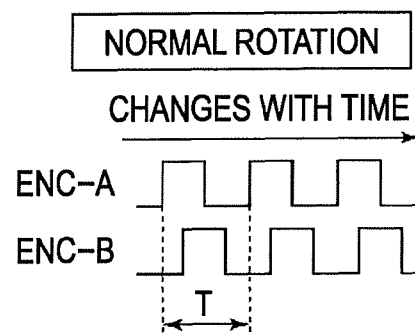 NORMAL ROTATION
CHANGES WITH TIME
ENC-A
ENC-B
T